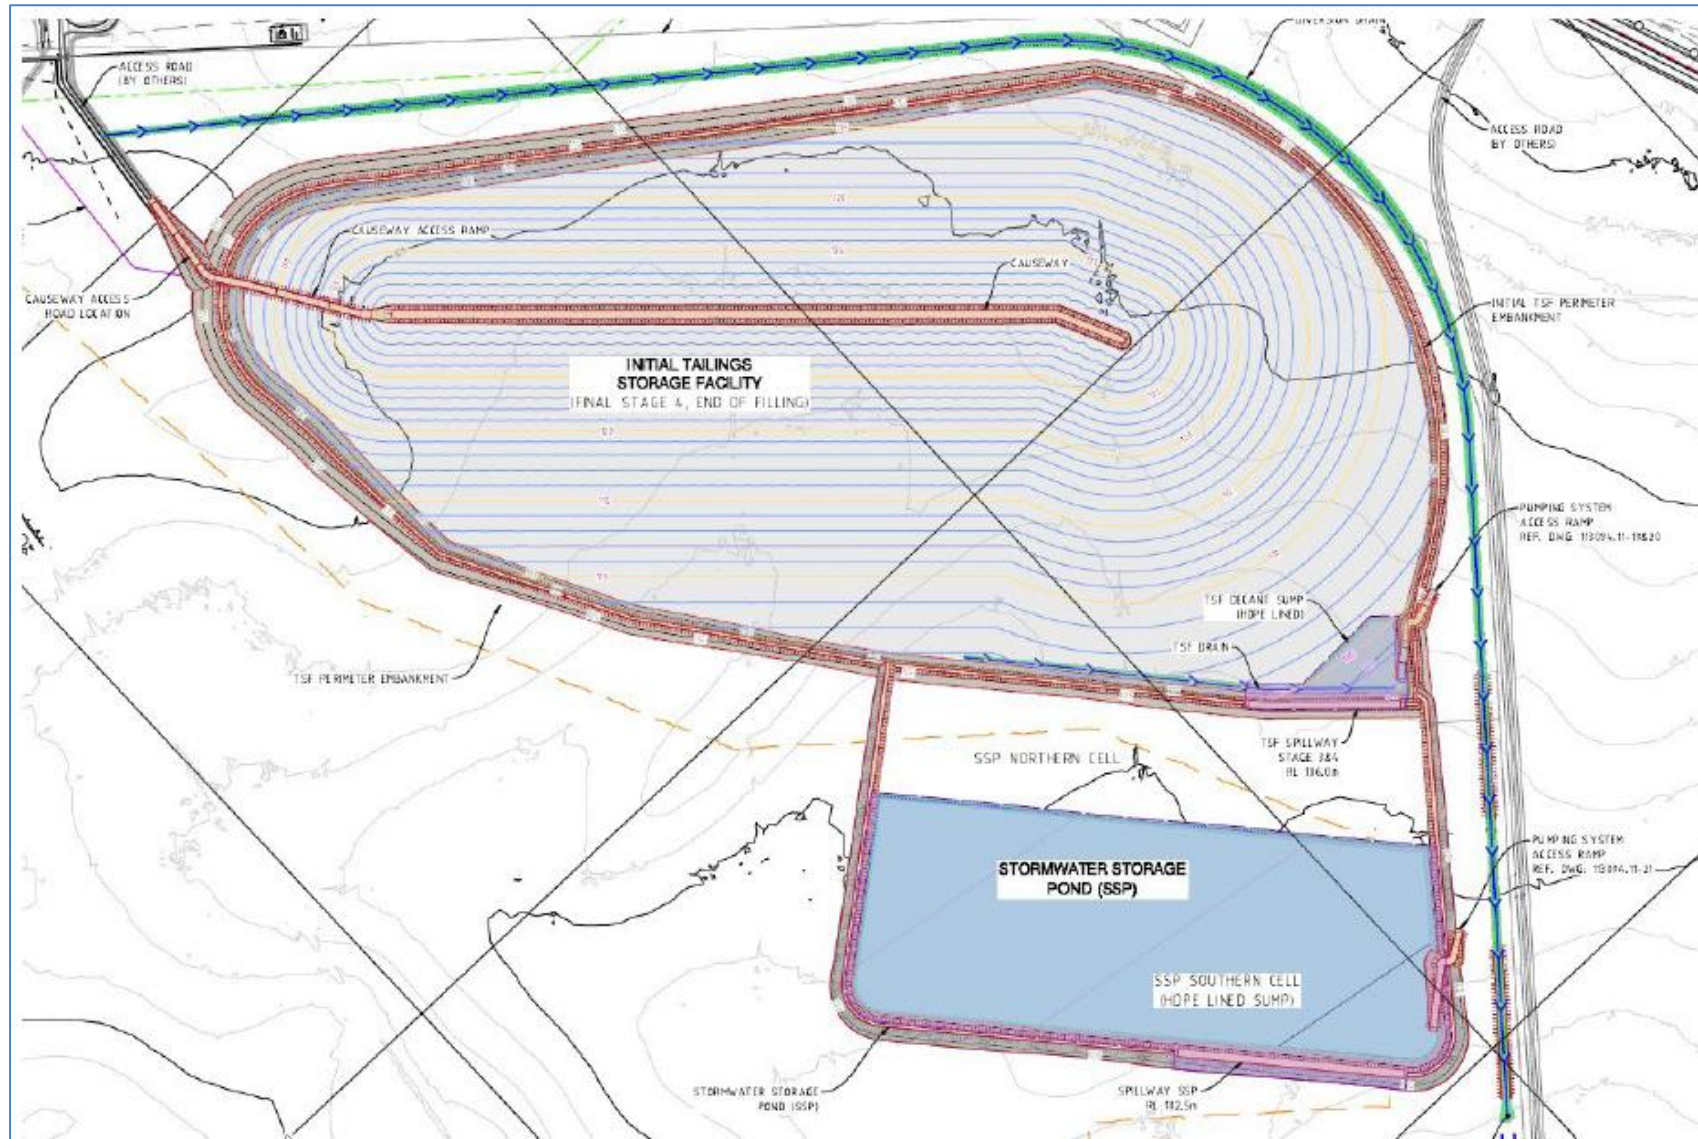 DIVERSION DRAIN
ACCESS ROAD
(BY OTHERS)
ACCESS ROAD
(BY OTHERS)
CAUSEWAY ACCESS RAMP
CAUSEWAY
CAUSEWAY ACCESS
ROAD LOCATION
INITIAL TSF PERIMETER
EMBANKMENT
INITIAL TAILINGS
STORAGE FACILITY
(FINAL STAGE 4, END OF FILLING)
PUMPING SYSTEM
ACCESS RAMP
TSF DECANT SUMP
(HDPE LINED)
TSF DRAIN
TSF PERIMETER EMBANKMENT
TSF SPILLWAY
STAGE 3&4
SSP NORTHERN CELL
PUMPING SYSTEM
ACCESS RAMP
STORMWATER STORAGE
POND (SSP)
SSP SOUTHERN CELL
(HDPE LINED SUMP)
STORMWATER STORAGE
POND (SSP)
SPILLWAY SSP